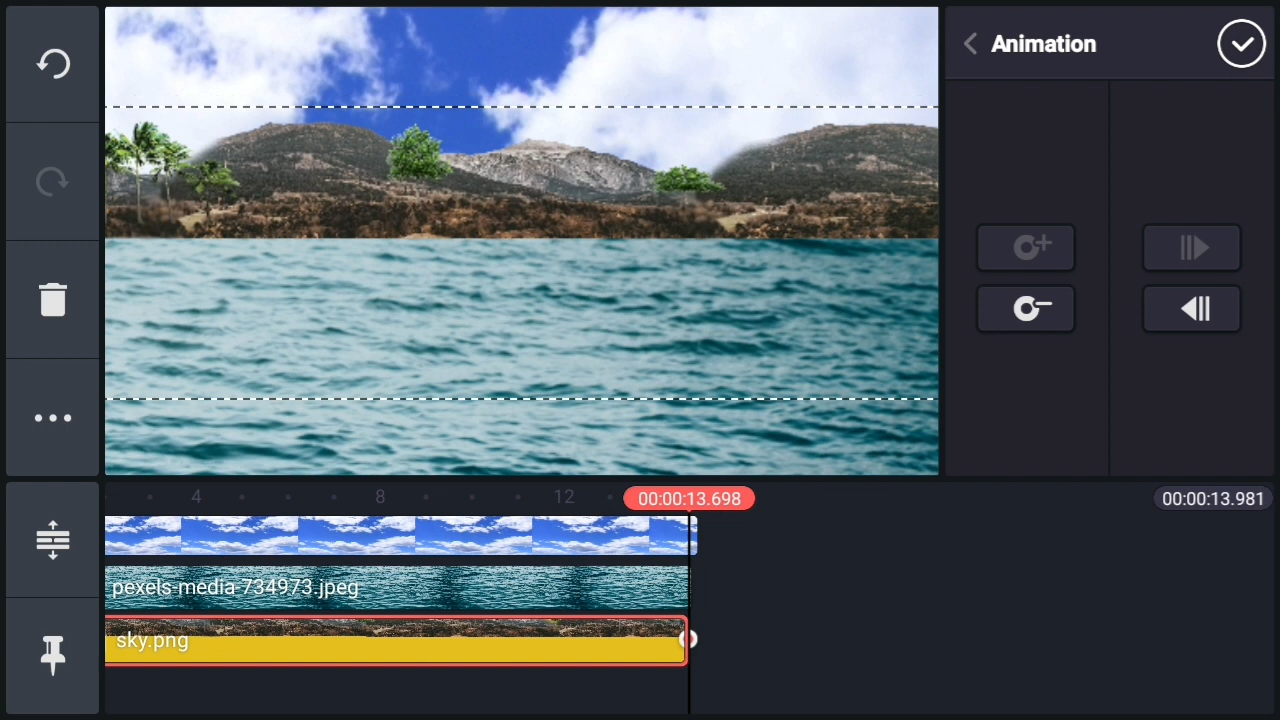 Animation
4 8 12
00:00:13.698
00:00:13.981
pexels-media-734973.jpeg
sky.png